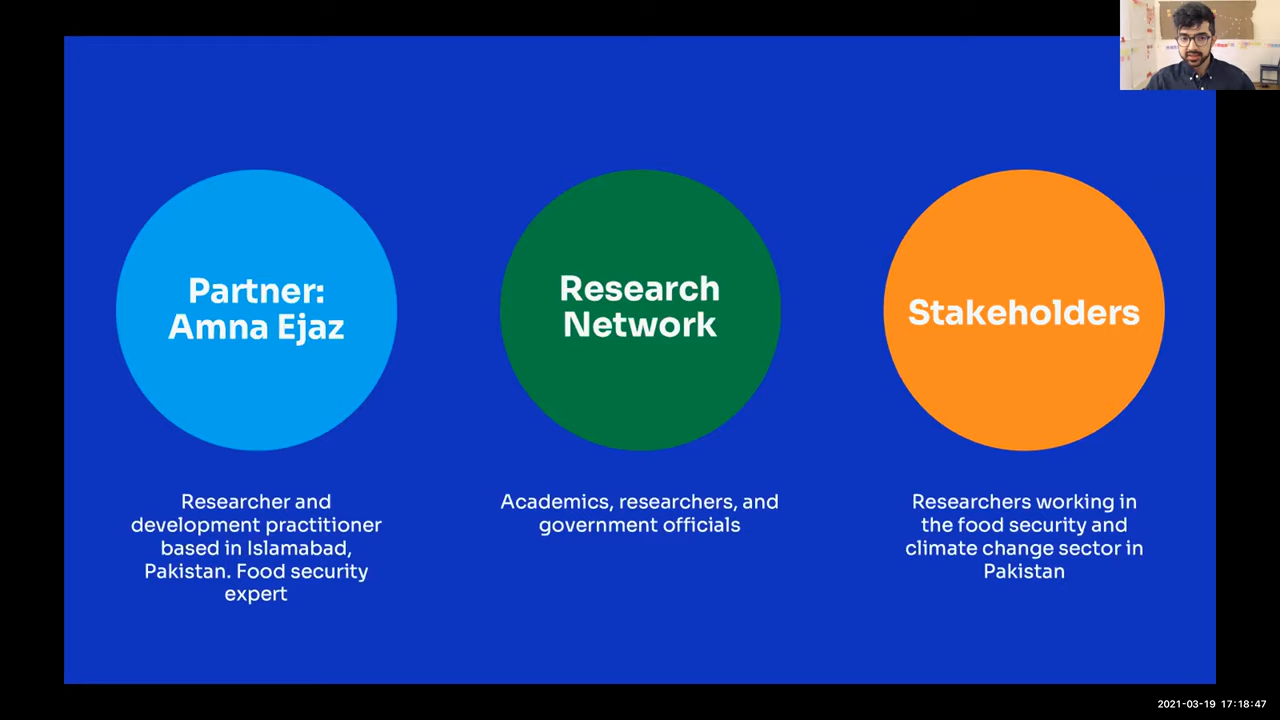 Partner:
Amna Ejaz
Research
Network
Stakeholders
Researcher and
development practitioner
based in Islamabad,
Pakistan. Food security
expert
Academics, researchers, and
government officials
Researchers working in
the food security and
climate change sector in
Pakistan
2021-03-19 17:18:47